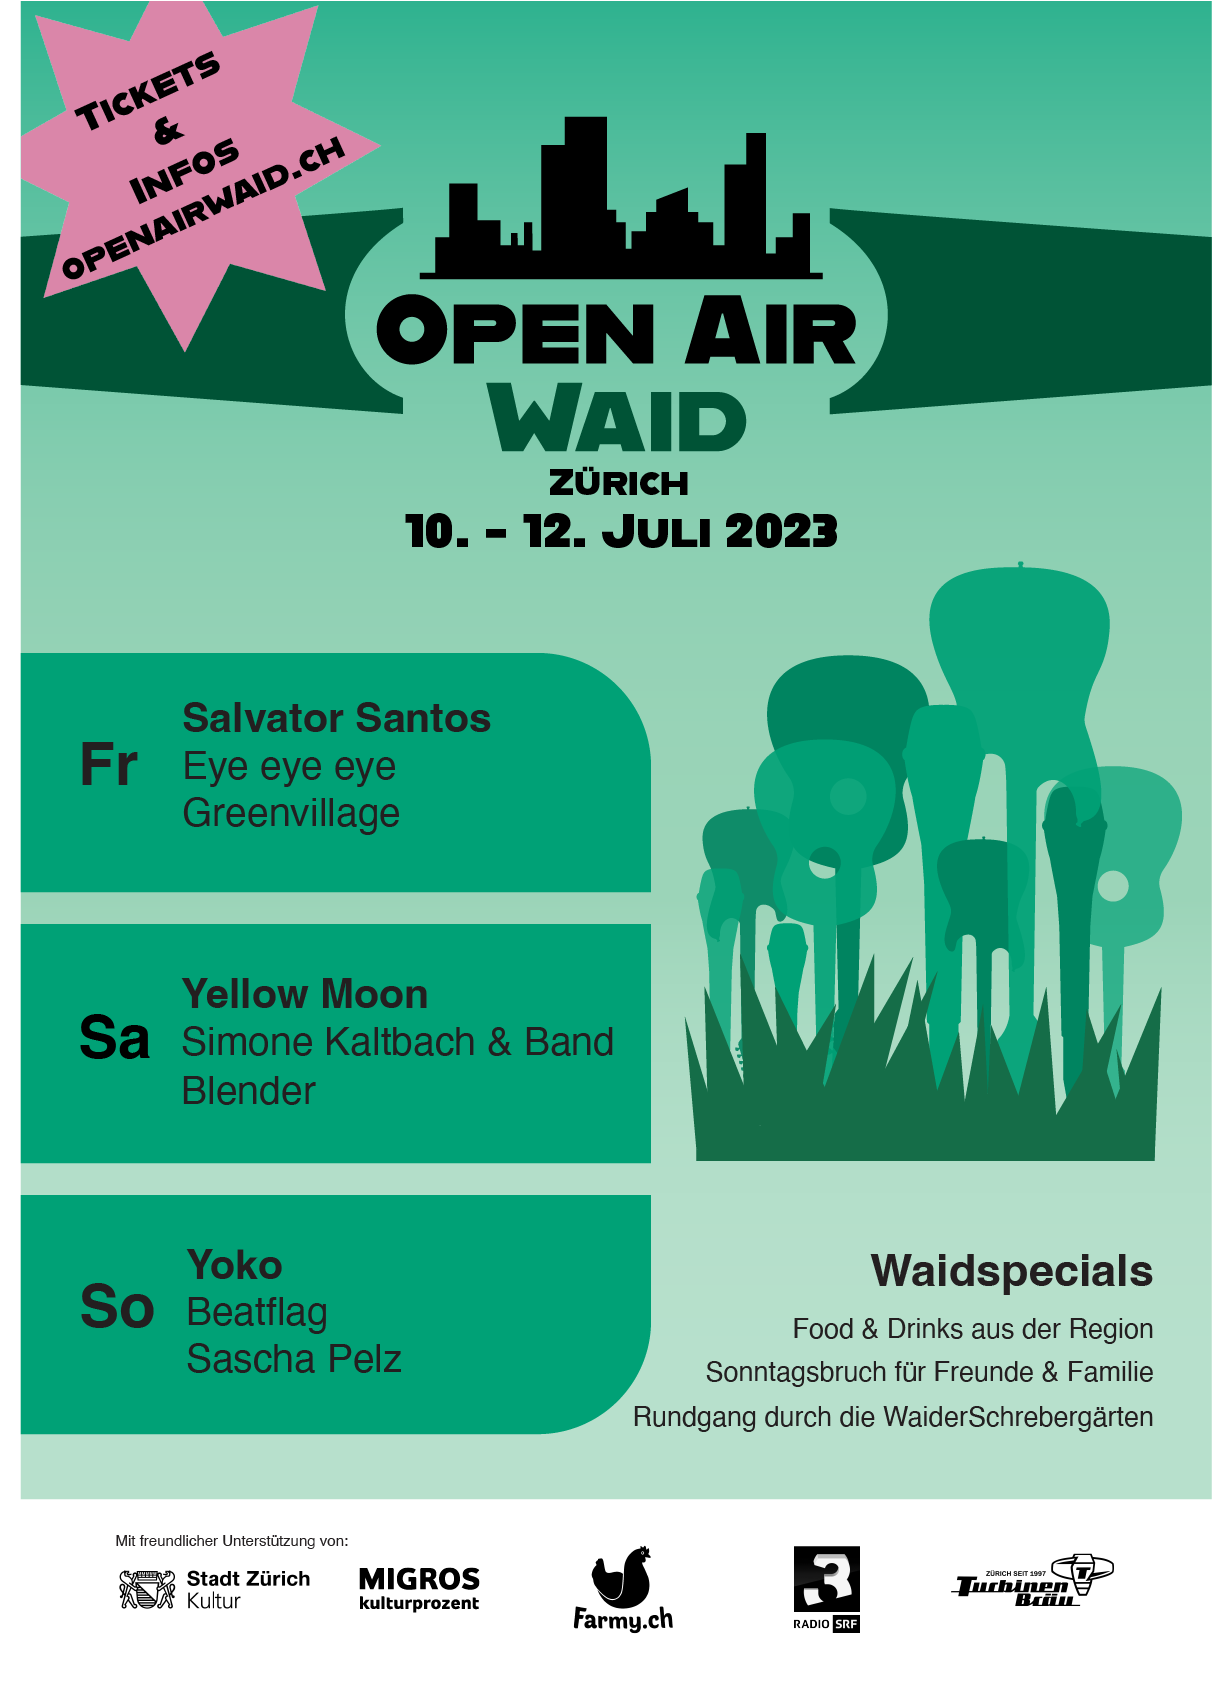 Tickets
&
Infos
openairwaid.ch
Open Air
Waid
Zürich
10. - 12. Juli 2023
Fr
Salvator Santos
Eye eye eye
Greenvillage
Sa
Yellow Moon
Simone Kaltbach & Band
Blender
So
Yoko
Beatflag
Sascha Pelz
Waidspecials
Food & Drinks aus der Region
Sonntagsbruch für Freunde & Familie
Rundgang durch die WaiderSchrebergärten
Mit freundlicher Unterstützung von:
Stadt Zürich
Kultur
MIGROS
kulturprozent
Farmy.ch
3
RADIO SRF
ZÜRICH SEIT 1997
T
Turbinen
Bräu